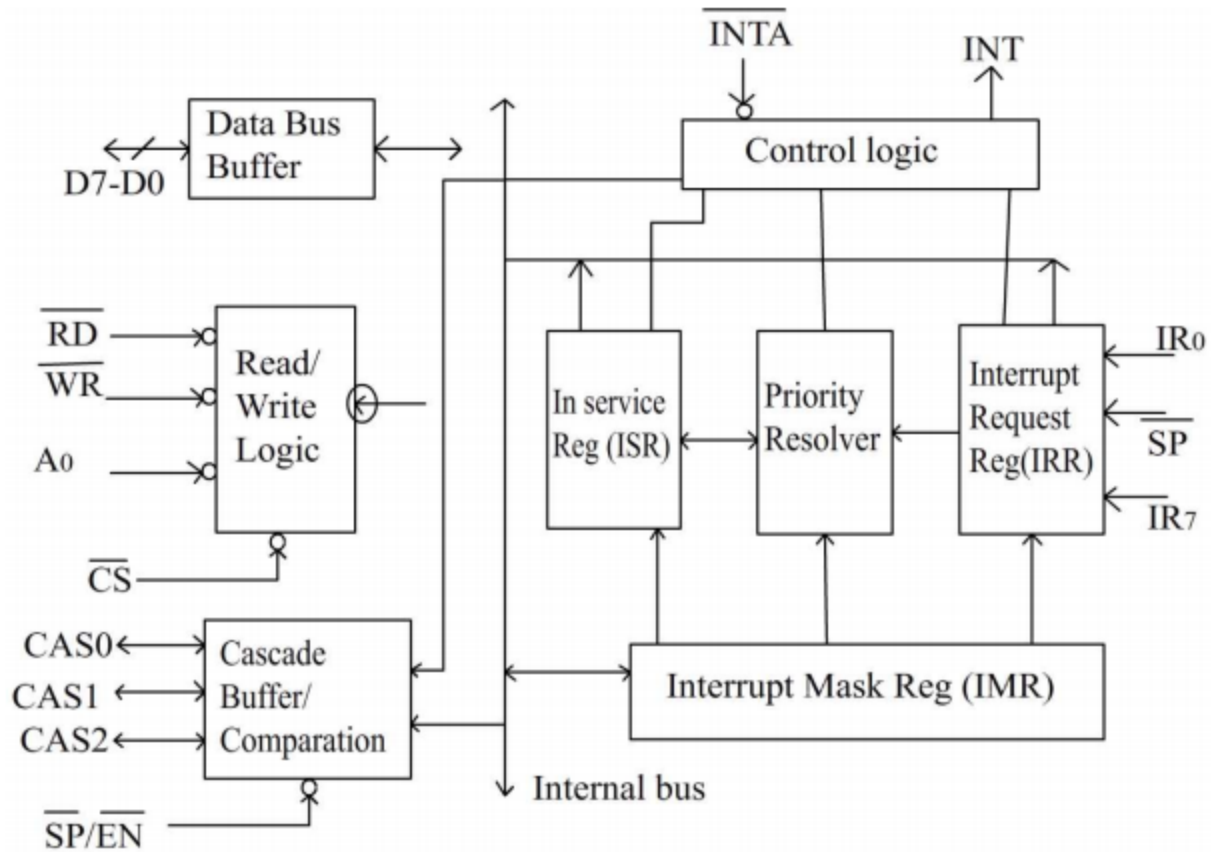 INTA
INT
Data Bus
Buffer
D7-D0
Control logic
RD
WR
A0
Read/
Write
Logic
CS
In service
Reg (ISR)
Priority
Resolver
Interrupt
Request
Reg(IRR)
IR0
SP
IR7
CAS0
CAS1
CAS2
Cascade
Buffer/
Comparation
SP/EN
Interrupt Mask Reg (IMR)
Internal bus